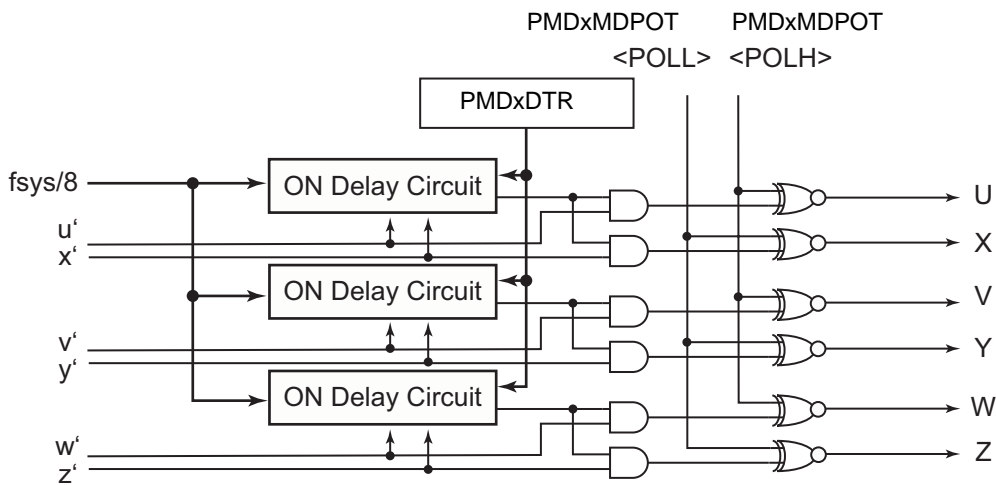 PMDxMDPOT PMDxMDPOT
<POLL> <POLH>
PMDxDTR
fsys/8
ON Delay Circuit
U
u‘
x‘
X
ON Delay Circuit
V
v‘
y‘
Y
ON Delay Circuit
W
w‘
z‘
Z